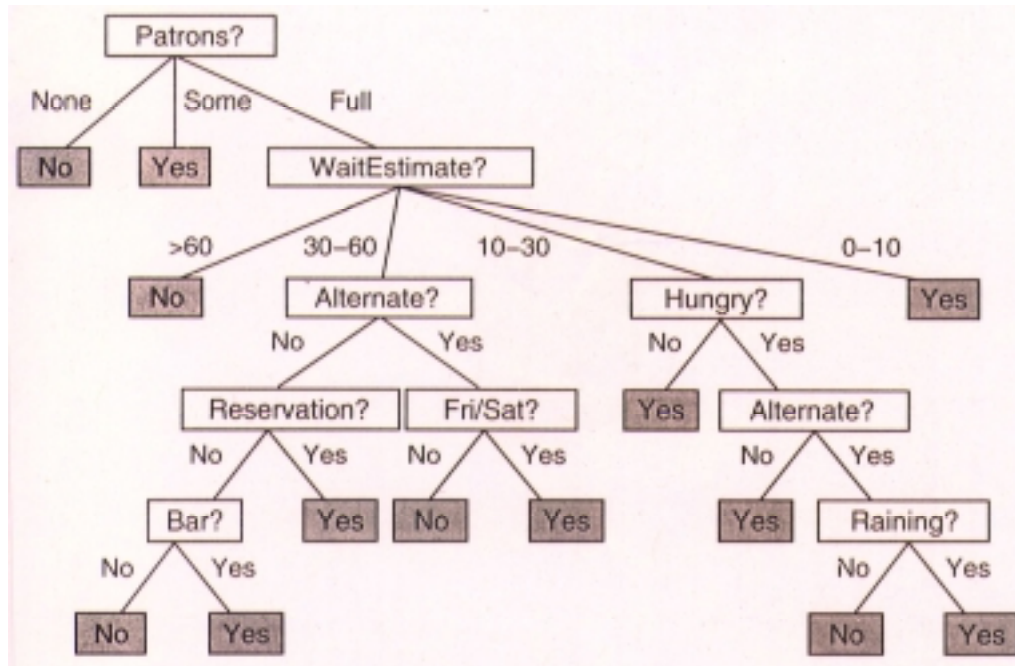 Patrons?
None Some Full
No Yes WaitEstimate?
>60 30–60 10–30 0–10
No Alternate? Hungry? Yes
No Yes No Yes
Reservation? Fri/Sat? Yes Alternate?
No Yes No Yes No Yes
Bar? Yes No Yes Yes Raining?
No Yes No Yes
No Yes No Yes